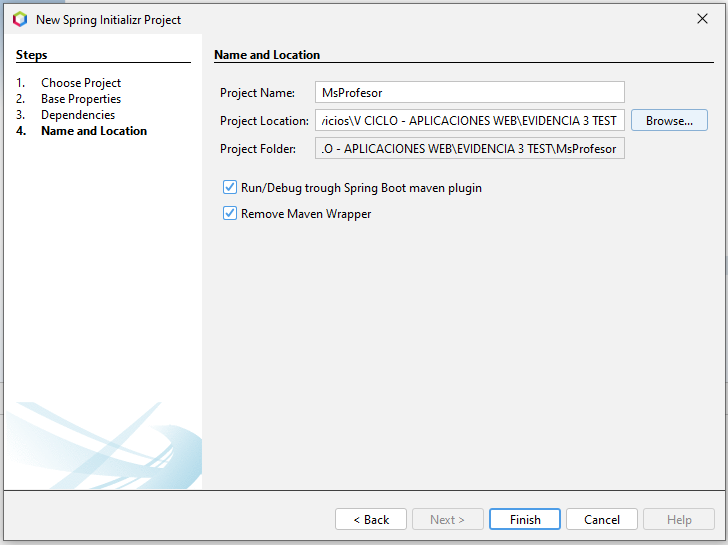 New Spring Initializr Project
Steps
1. Choose Project
2. Base Properties
3. Dependencies
4. Name and Location
Name and Location
Project Name: MsProfesor
Project Location: vicios\V CICLO - APLICACIONES WEB\EVIDENCIA 3 TEST Browse...
Project Folder: .O - APLICACIONES WEB\EVIDENCIA 3 TEST\MsProfesor
Run/Debug trough Spring Boot maven plugin
Remove Maven Wrapper
< Back Next > Finish Cancel Help